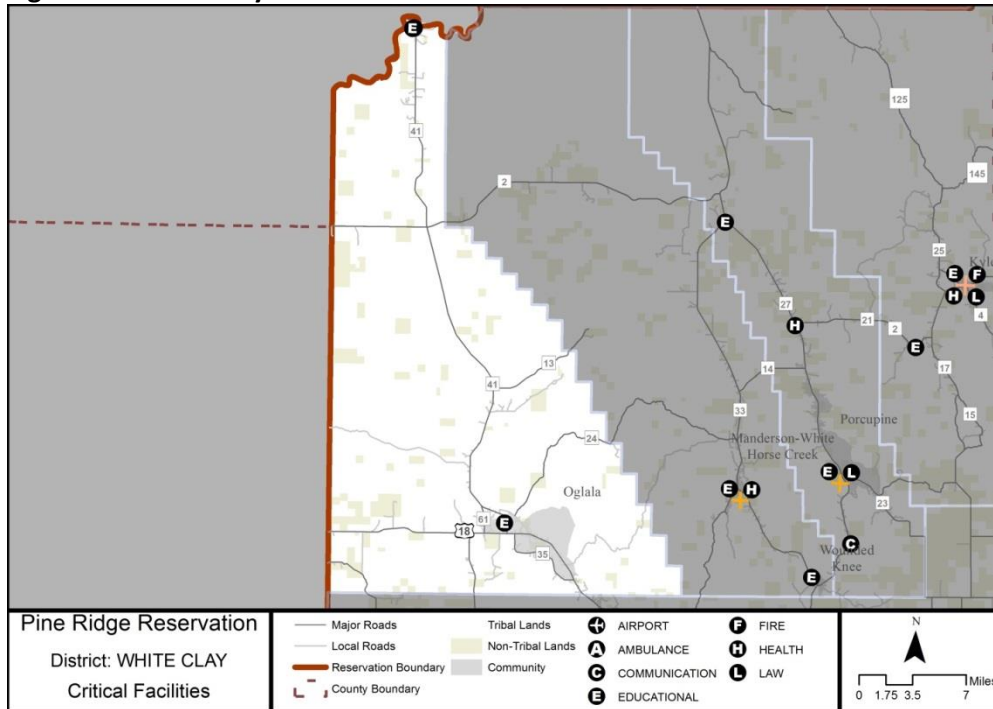 E
41
125
145
2
E
25
E F
Kyle
H L
4
27
21
2
H
E
17
13
14
41
33
15
24
Porcupine
Manderson-White
Horse Creek
E L
E H
Oglala
23
61
E
18
35
C
Wounded
Knee
E
Pine Ridge Reservation
District: WHITE CLAY
Critical Facilities
Major Roads
Local Roads
Reservation Boundary
County Boundary
Tribal Lands
Non-Tribal Lands
Community
AIRPORT
A AMBULANCE
C COMMUNICATION
E EDUCATIONAL
F FIRE
H HEALTH
L LAW
N
Miles
0 1.75 3.5 7